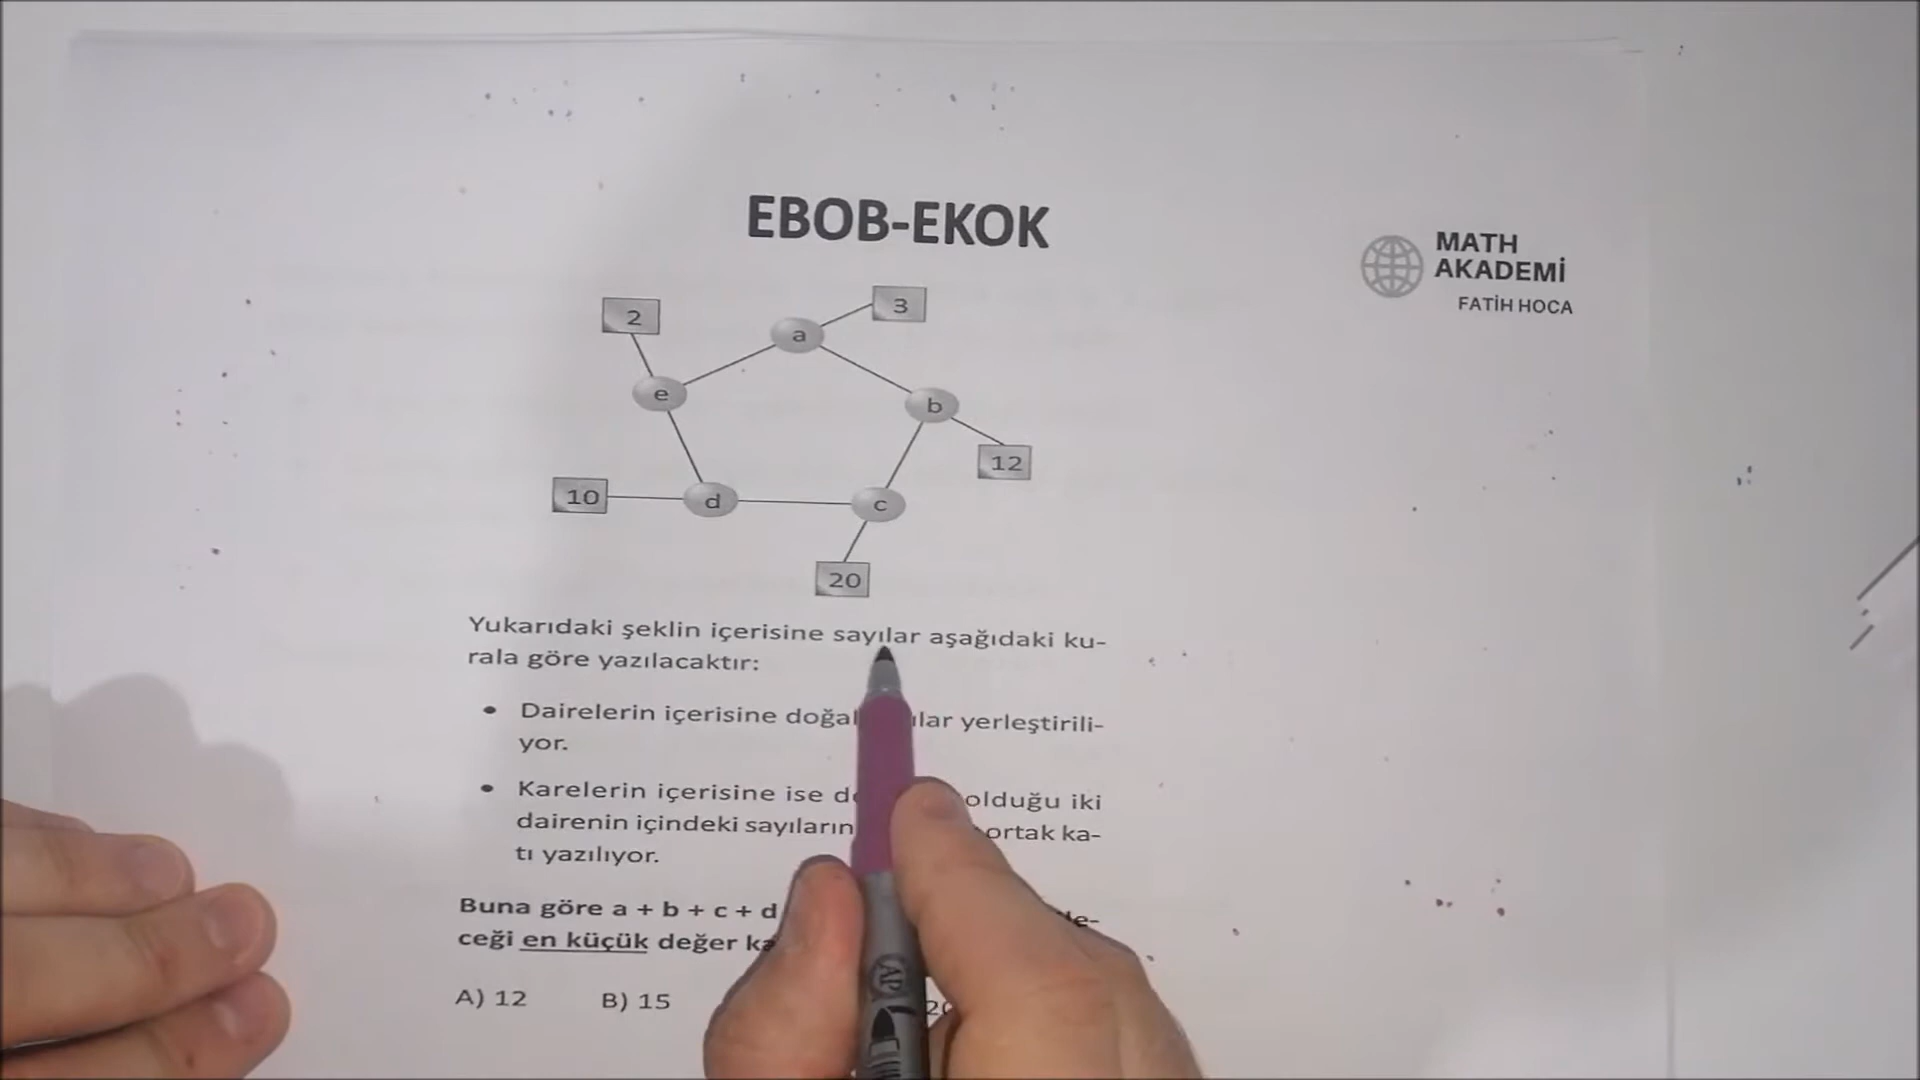 EBOB-EKOK
MATH
AKADEMİ
FATİH HOCA
2
3
a
e
b
12
10
d
c
20
Yukarıdaki şeklin içerisine sayılar aşağıdaki ku-
rala göre yazılacaktır:
• Dairelerin içerisine doğal yerleştirili-
yor.
• Karelerin içerisine ise olduğu iki
dairenin içindeki sayıların ortak ka-
tı yazılıyor.
Buna göre a + b + c + d
ceği en küçük değer
A) 12 B) 15
AP